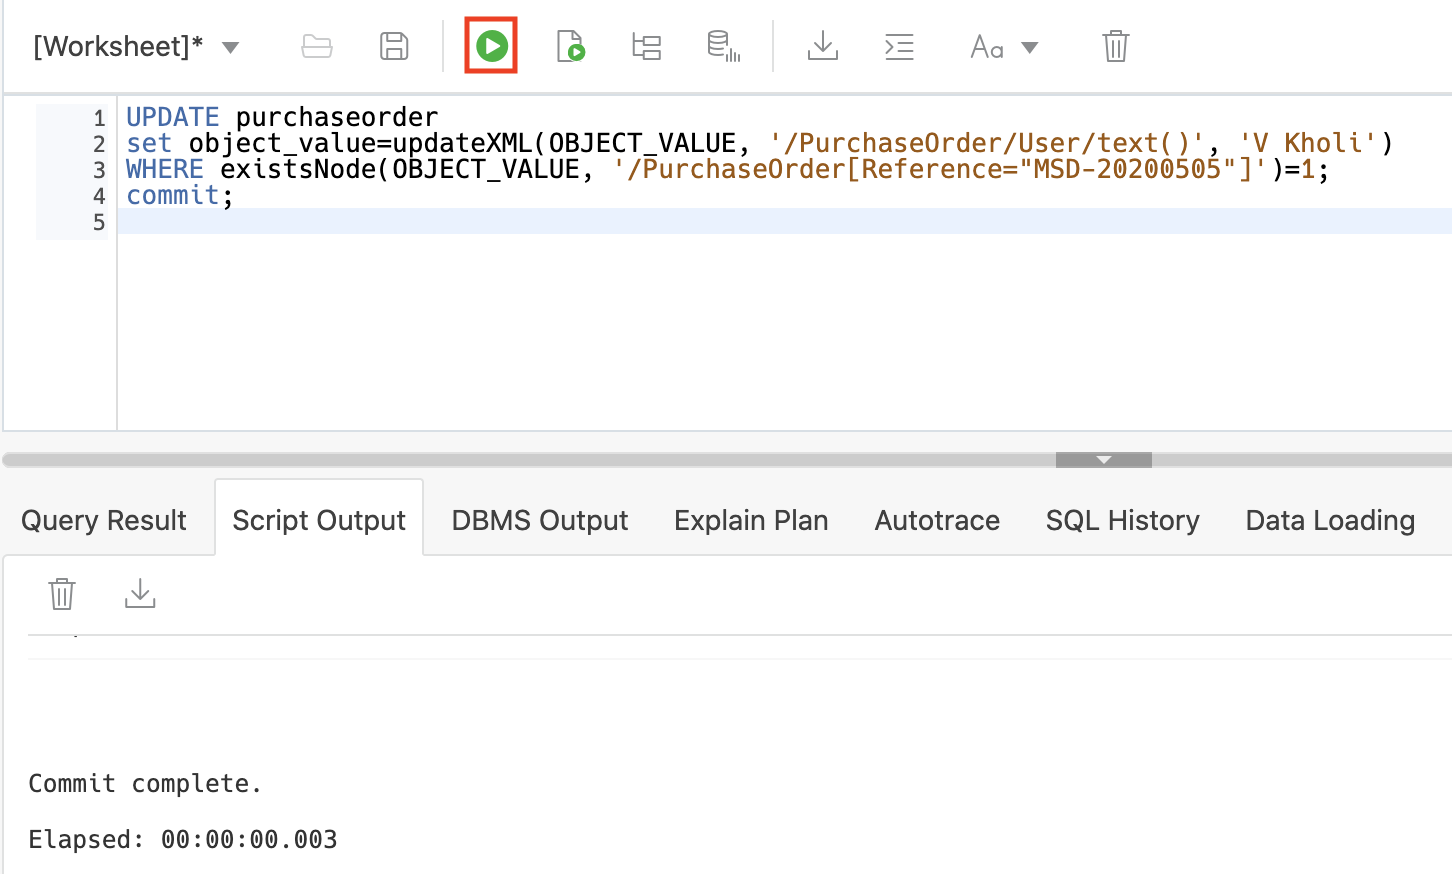 [Worksheet]*
Aa
1 UPDATE purchaseorder
2 set object_value=updateXML(OBJECT_VALUE, '/PurchaseOrder/User/text()', 'V Kholi')
3 WHERE existsNode(OBJECT_VALUE, '/PurchaseOrder[Reference="MSD-20200505"]')=1;
4 commit;
5
Query Result Script Output DBMS Output Explain Plan Autotrace SQL History Data Loading
Commit complete.
Elapsed: 00:00:00.003